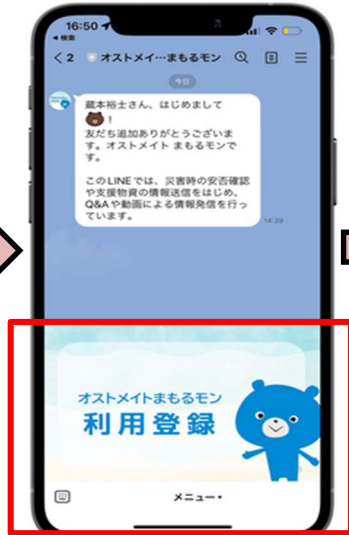 16:50
◀検索
2 オストメイ…まもるモン
今日
蔵本裕士さん、はじめまして
！
友だち追加ありがとうございま
す。オストメイト まもるモンで
す。
このLINEでは、災害時の安否確認
や支援物資の情報送信をはじめ、
Q&Aや動画による情報発信を行っ
ています。
14:39
オストメイトまもるモン
利用登録
メニュー▾